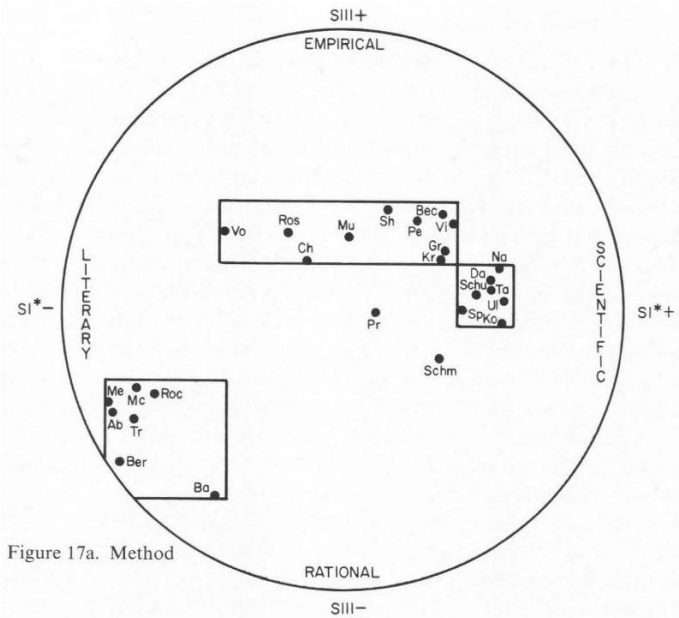 SIII+
EMPIRICAL
Vo
Ros
Ch
Mu
Sh
Pe
Bec
Vi
Gr
Kr
Na
Da
Schu
Ta
Ul
Sp
Ko
LITERARY
SCIENTIFIC
SI*-
SI*+
Pr
Schm
Me
Mc
Roc
Ab
Tr
Ber
Ba
Figure 17a. Method
RATIONAL
SIII-